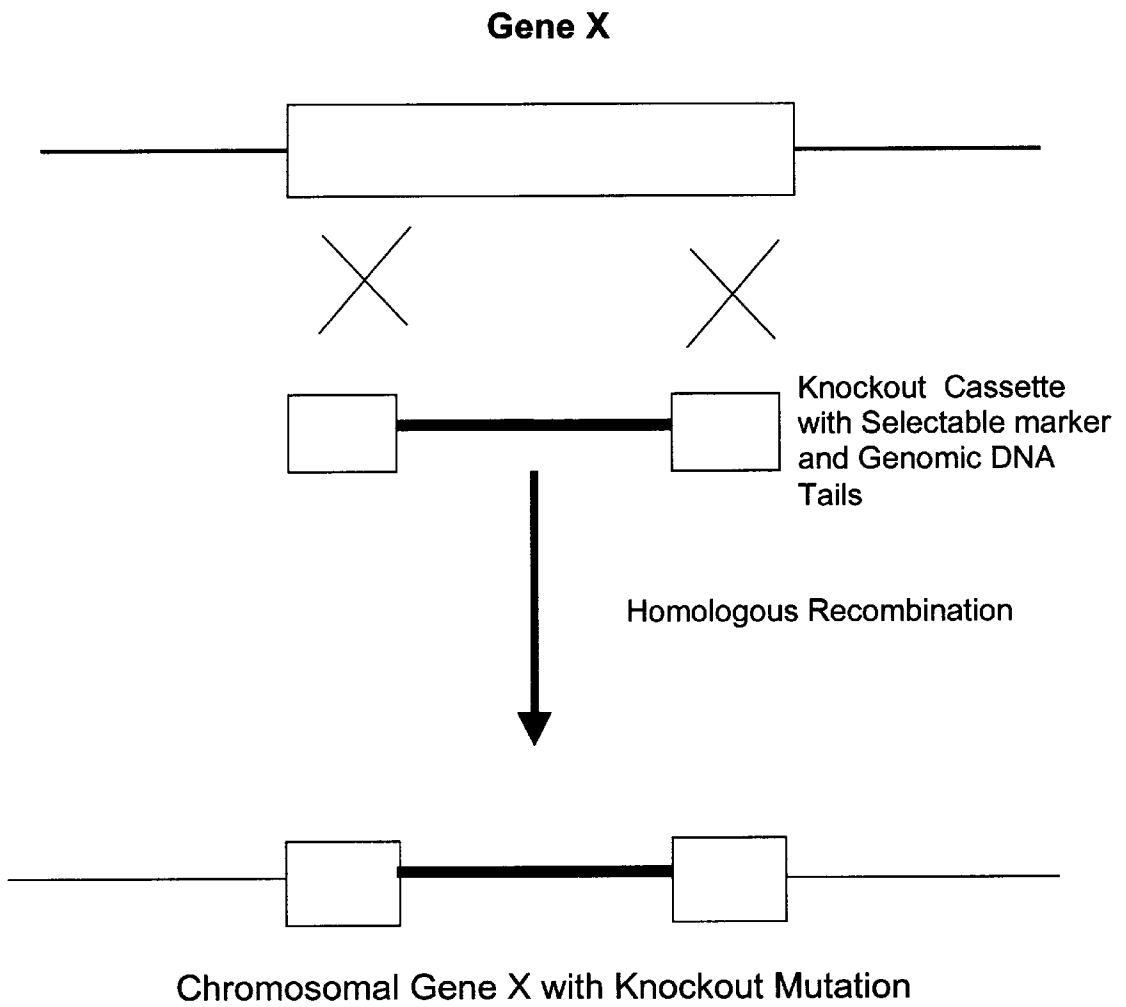 Gene X
Knockout Cassette
with Selectable marker
and Genomic DNA
Tails
Homologous Recombination
Chromosomal Gene X with Knockout Mutation